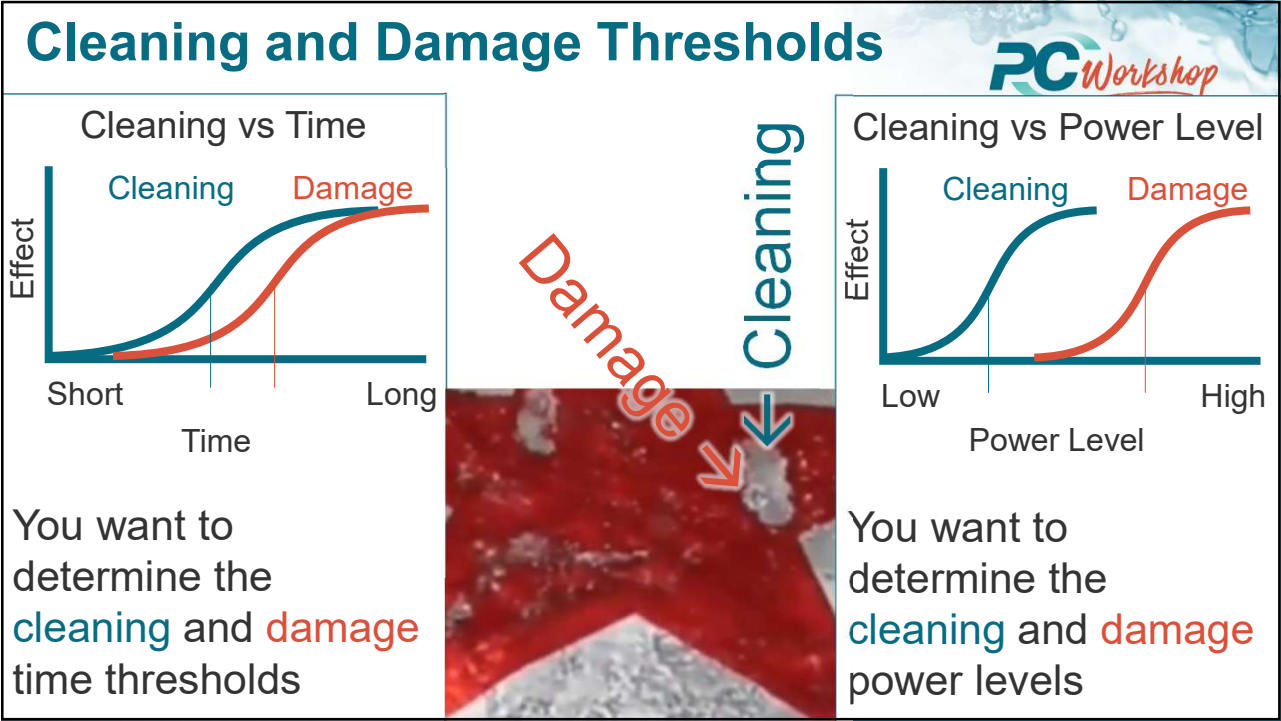 Cleaning and Damage Thresholds
PC Workshop
Cleaning vs Time
Cleaning Damage
Effect
Short Long
Time
You want to
determine the
cleaning and damage
time thresholds
Damage
Cleaning
Cleaning vs Power Level
Cleaning Damage
Effect
Low High
Power Level
You want to
determine the
cleaning and damage
power levels